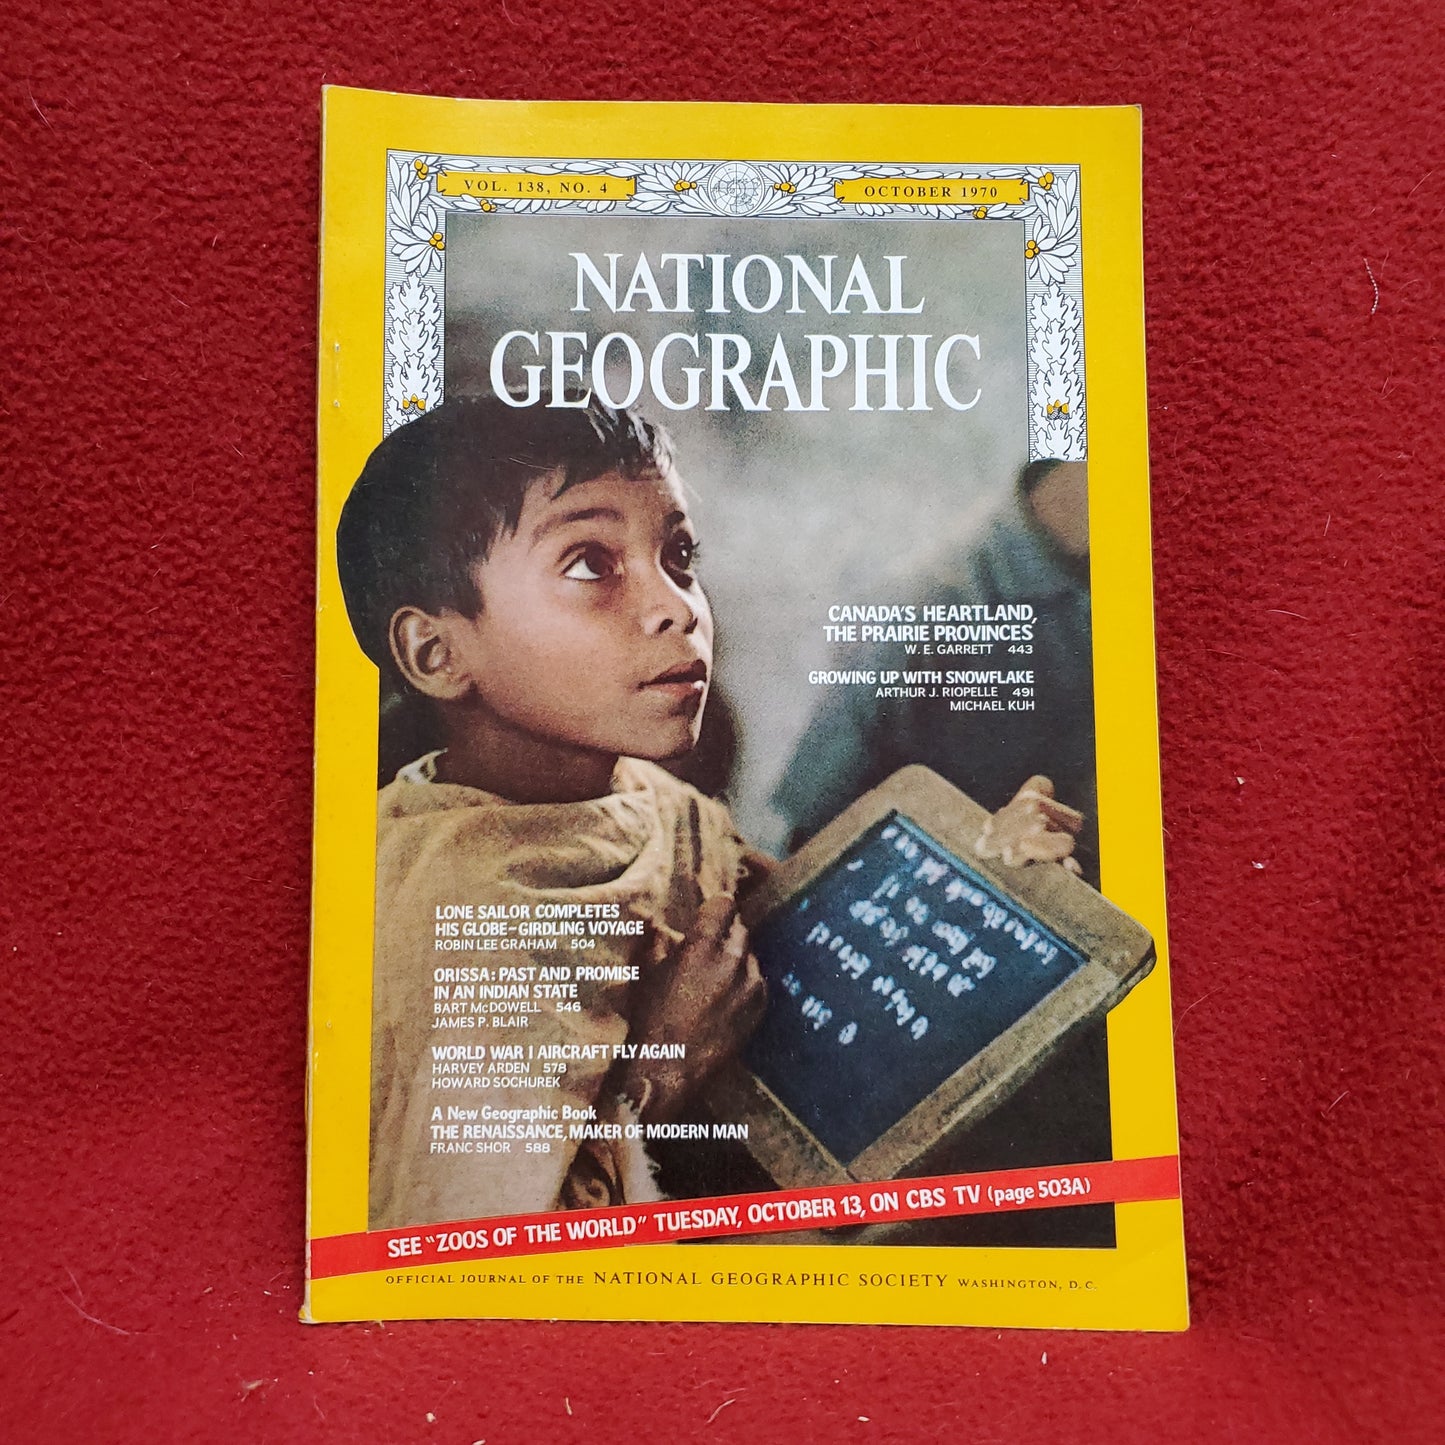 VOL. 138, NO. 4
OCTOBER 1970
NATIONAL
GEOGRAPHIC
CANADA'S HEARTLAND,
THE PRAIRIE PROVINCES
W. E. GARRETT 443
GROWING UP WITH SNOWFLAKE
ARTHUR J. RIOPELLE 491
MICHAEL KUH
LONE SAILOR COMPLETES
HIS GLOBE-GIRDLING VOYAGE
ROBIN LEE GRAHAM 504
ORISSA: PAST AND PROMISE
IN AN INDIAN STATE
BART McDOWELL 546
JAMES P. BLAIR
WORLD WAR I AIRCRAFT FLY AGAIN
HARVEY ARDEN 578
HOWARD SOCHUREK
A New Geographic Book
THE RENAISSANCE, MAKER OF MODERN MAN
FRANC SHOR 588
SEE "ZOOS OF THE WORLD" TUESDAY, OCTOBER 13, ON CBS TV (page 503A)
OFFICIAL JOURNAL OF THE NATIONAL GEOGRAPHIC SOCIETY WASHINGTON, D.C.